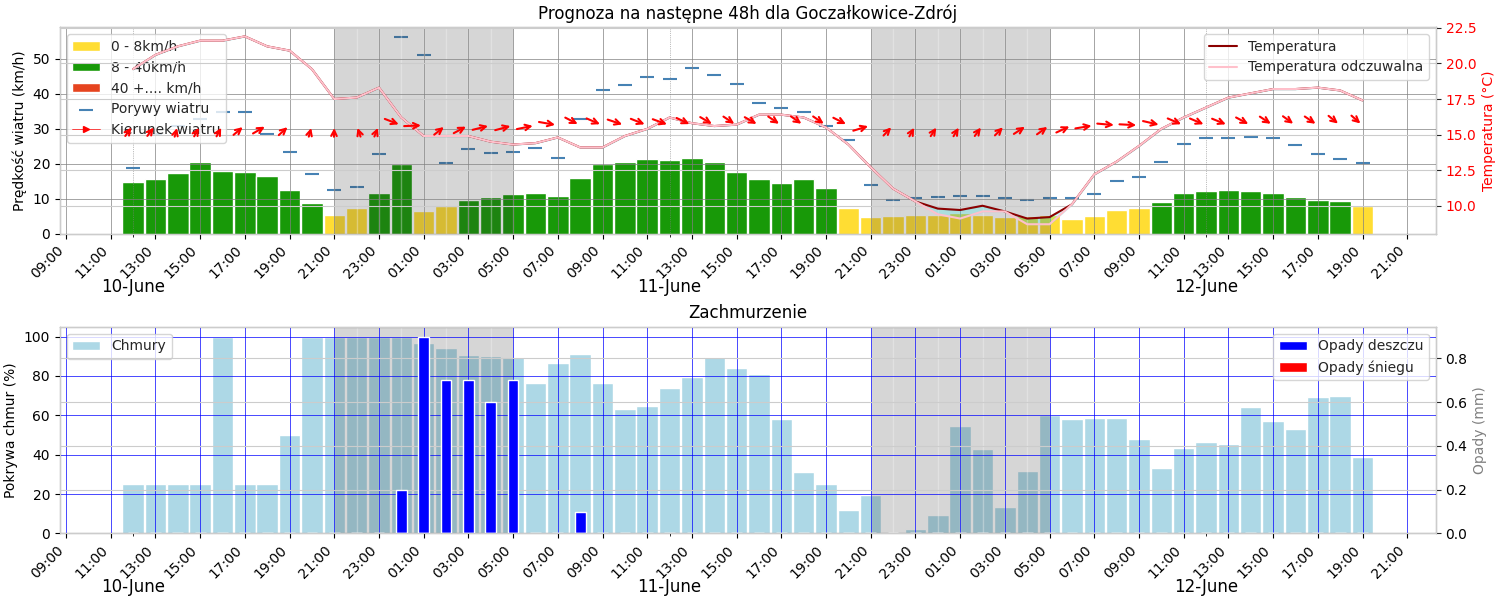 Prognoza na następne 48h dla Goczałkowice-Zdrój
Prędkość wiatru (km/h)
50
40
30
20
10
0
0 - 8km/h
8 - 40km/h
40 +.... km/h
Porywy wiatru
Kierunek wiatru
Temperatura
Temperatura odczuwalna
22.5
20.0
17.5
15.0
12.5
10.0
Temperatura (°C)
09:00 11:00 13:00 15:00 17:00 19:00 21:00 23:00 01:00 03:00 05:00 07:00 09:00 11:00 13:00 15:00 17:00 19:00 21:00 23:00 01:00 03:00 05:00 07:00 09:00 11:00 13:00 15:00 17:00 19:00 21:00
10-June 11-June 12-June
Zachmurzenie
Pokrywa chmur (%)
100
80
60
40
20
0
Chmury
Opady deszczu
Opady śniegu
0.8
0.6
0.4
0.2
0.0
Opady (mm)
09:00 11:00 13:00 15:00 17:00 19:00 21:00 23:00 01:00 03:00 05:00 07:00 09:00 11:00 13:00 15:00 17:00 19:00 21:00 23:00 01:00 03:00 05:00 07:00 09:00 11:00 13:00 15:00 17:00 19:00 21:00
10-June 11-June 12-June